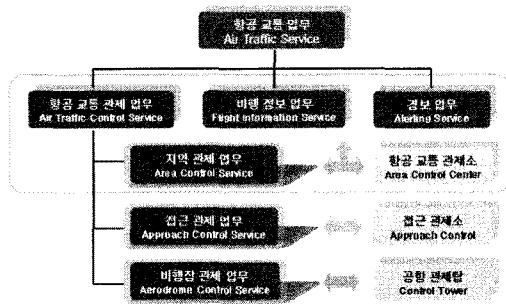 항공 교통 업무
Air Traffic Service
항공 교통 관제 업무
Air Traffic Control Service
비행 정보 업무
Flight Information Service
경보 업무
Alerting Service
지역 관제 업무
Area Control Service
항공 교통 관제소
Area Control Center
접근 관제 업무
Approach Control Service
접근 관제소
Approach Control
비행장 관제 업무
Aerodrome Control Service
공항 관제탑
Control Tower